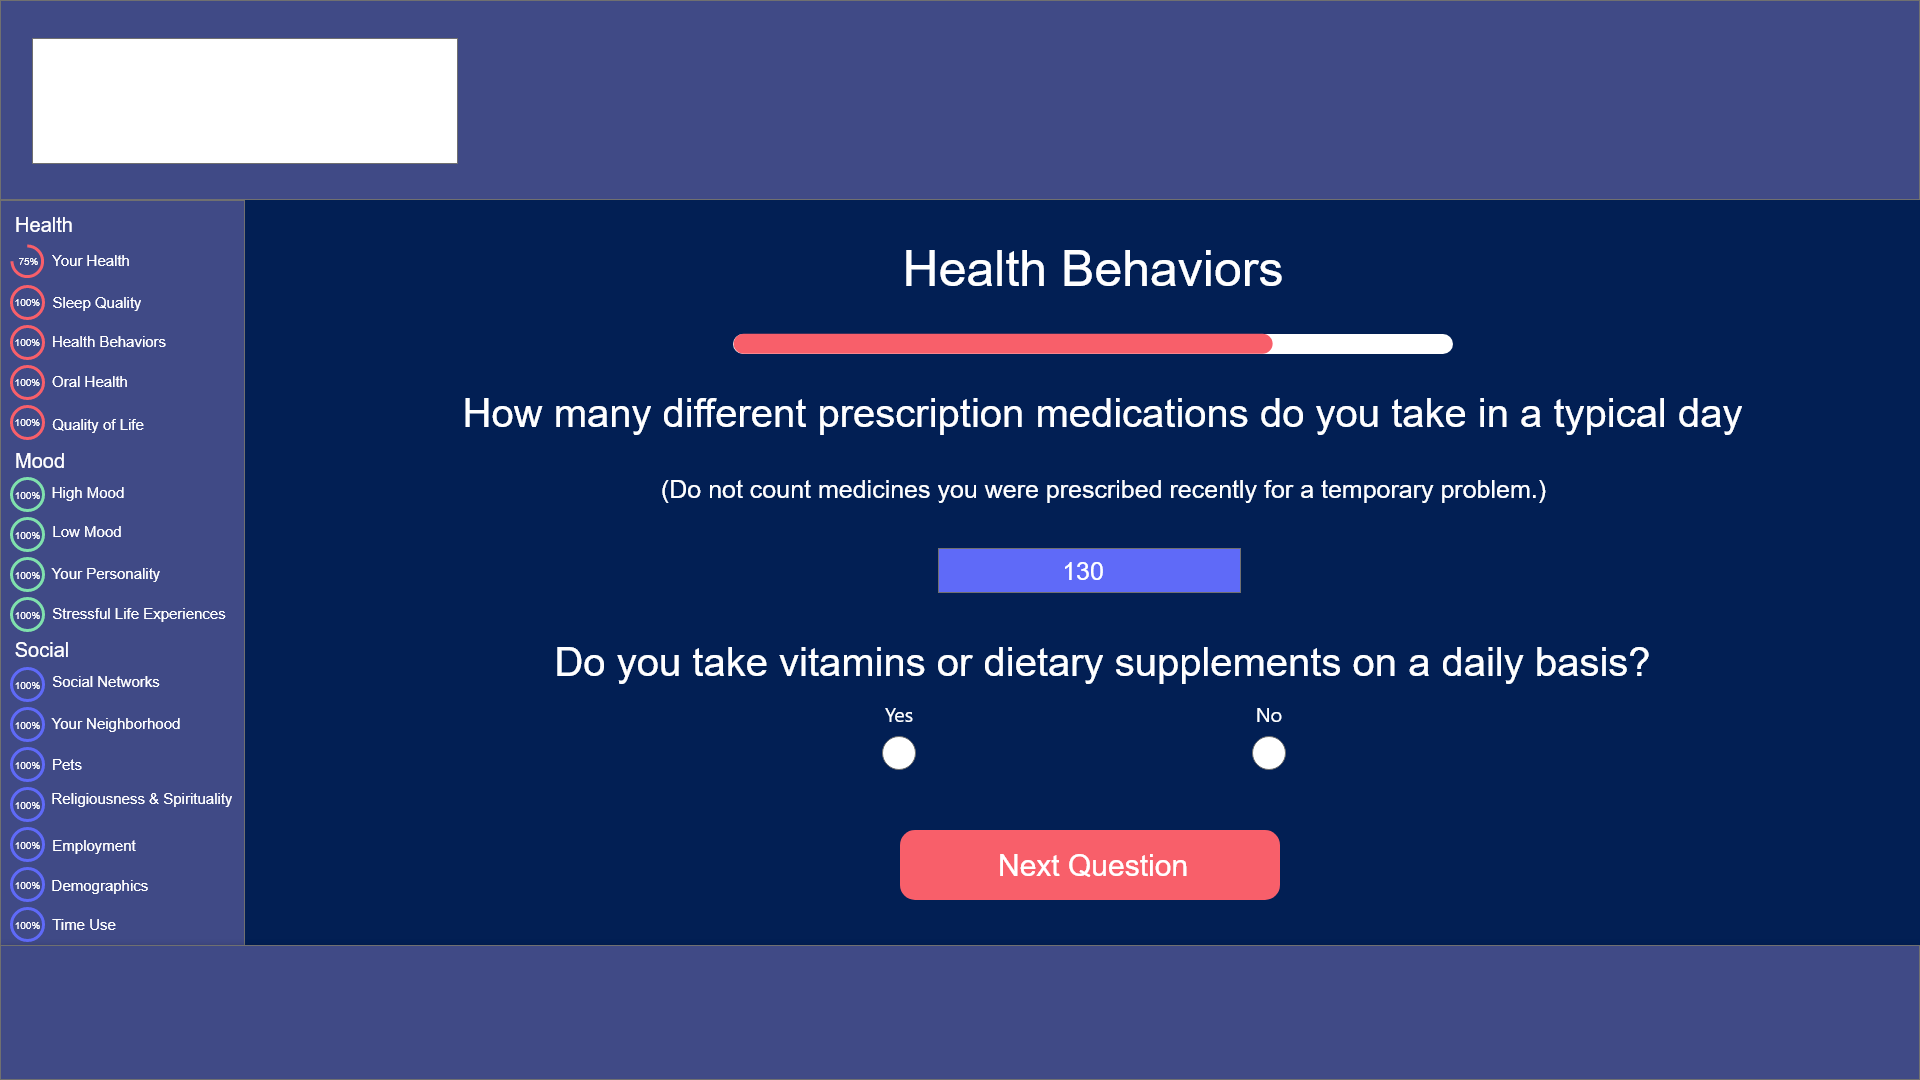 Health
75% Your Health
100% Sleep Quality
100% Health Behaviors
100% Oral Health
100% Quality of Life
Mood
100% High Mood
100% Low Mood
100% Your Personality
100% Stressful Life Experiences
Social
100% Social Networks
100% Your Neighborhood
100% Pets
100% Religiousness & Spirituality
100% Employment
100% Demographics
100% Time Use
Health Behaviors
How many different prescription medications do you take in a typical day
(Do not count medicines you were prescribed recently for a temporary problem.)
130
Do you take vitamins or dietary supplements on a daily basis?
Yes No
Next Question